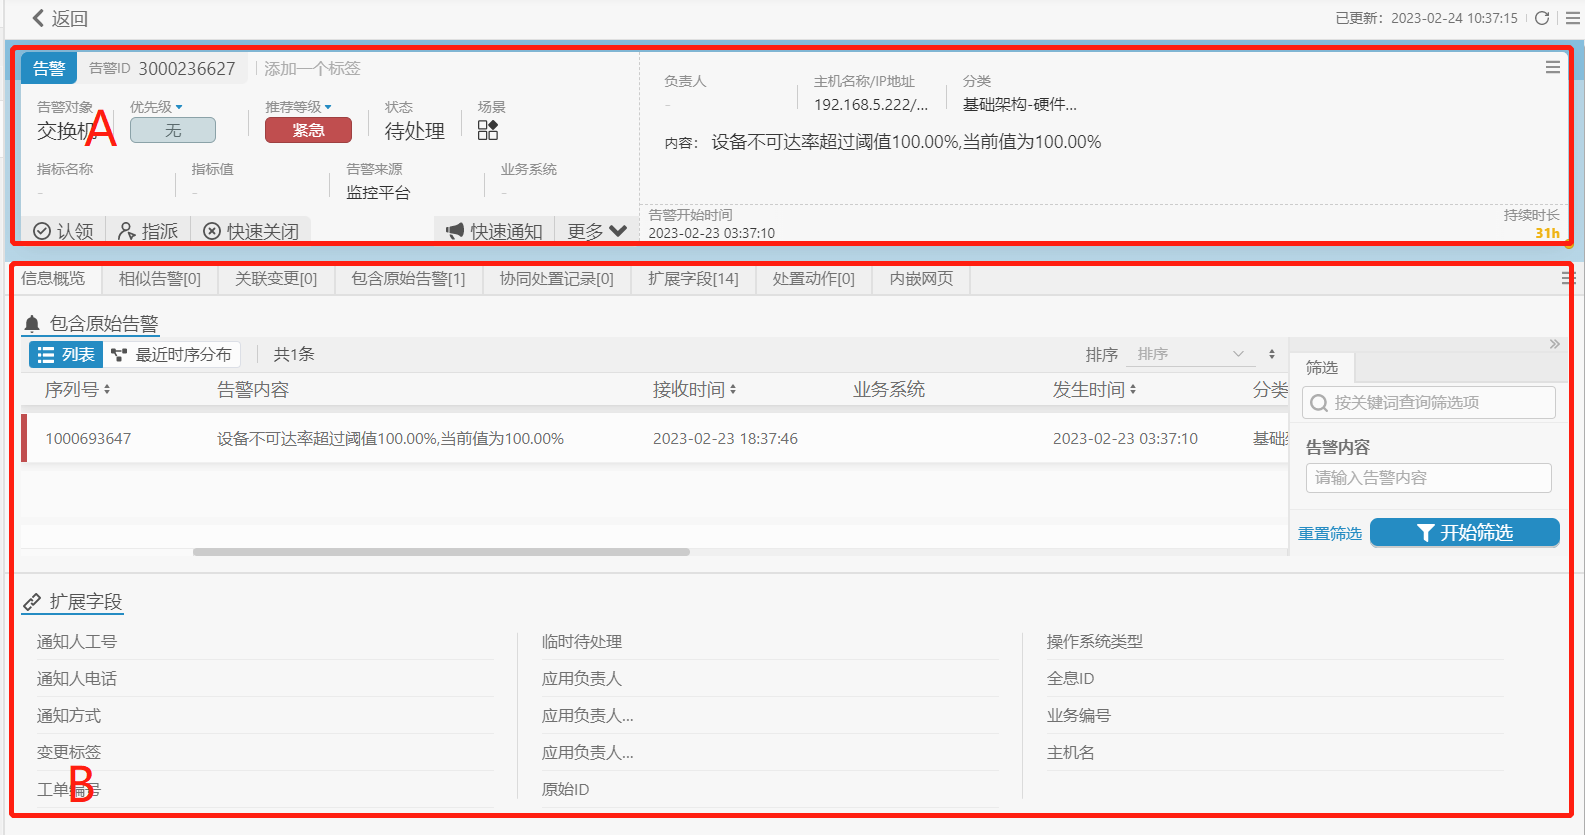 返回
已更新：2023-02-24 10:37:15
告警 告警ID 3000236627 添加一个标签
告警对象 优先级 推荐等级 状态 场景
交换机 无 紧急 待处理
指标名称 指标值 告警来源 业务系统
- - 监控平台 -
认领 指派 快速关闭 快速通知 更多
A
负责人 主机名称/IP地址 分类
- 192.168.5.222/... 基础架构-硬件...
内容： 设备不可达率超过阈值100.00%,当前值为100.00%
告警开始时间 持续时长
2023-02-23 03:37:10 31h
信息概览 相似告警[0] 关联变更[0] 包含原始告警[1] 协同处置记录[0] 扩展字段[14] 处置动作[0] 内嵌网页
包含原始告警
列表 最近时序分布 共1条 排序 排序
序列号 告警内容 接收时间 业务系统 发生时间 分类
1000693647 设备不可达率超过阈值100.00%,当前值为100.00% 2023-02-23 18:37:46 2023-02-23 03:37:10 基础
筛选
按关键词查询筛选项
告警内容
请输入告警内容
重置筛选 开始筛选
扩展字段
通知人工号 临时待处理 操作系统类型
通知人电话 应用负责人 全息ID
通知方式 应用负责人... 业务编号
变更标签 应用负责人... 主机名
工单编号 原始ID
B